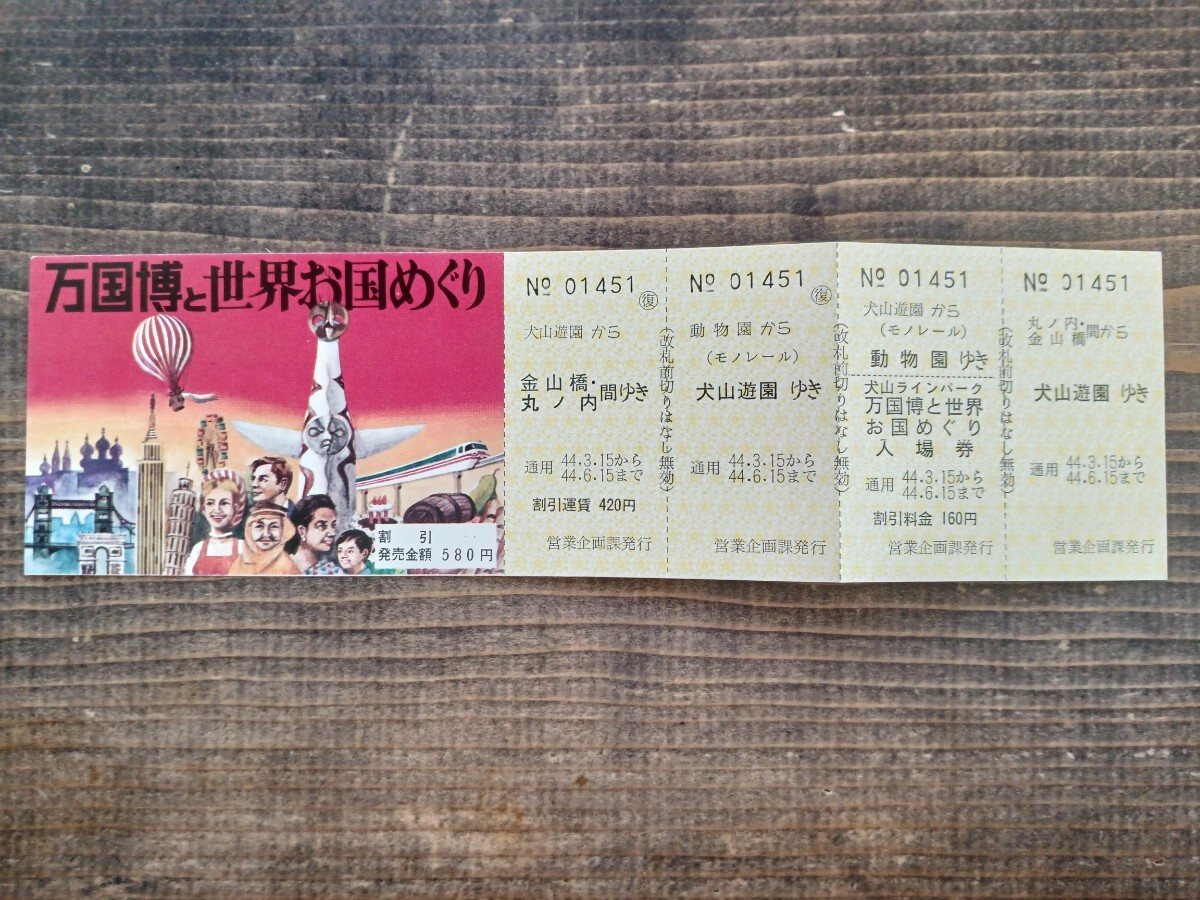 万国博と世界お国めぐり
割引
発売金額 580円
№ 01451
復
犬山遊園から
金山橋・
丸ノ内間ゆき
通用 44.3.15から
44.6.15まで
割引運賃 420円
営業企画課発行
(改札前切りはなし無効)
№ 01451
復
動物園から
(モノレール)
犬山遊園ゆき
通用 44.3.15から
44.6.15まで
営業企画課発行
(改札前切りはなし無効)
№ 01451
犬山遊園から
(モノレール)
動物園ゆき
犬山ラインパーク
万国博と世界
お国めぐり
入場券
通用 44.3.15から
44.6.15まで
割引料金 160円
営業企画課発行
(改札前切りはなし無効)
№ 01451
丸ノ内・
金山橋間から
犬山遊園ゆき
通用 44.3.15から
44.6.15まで
営業企画課発行